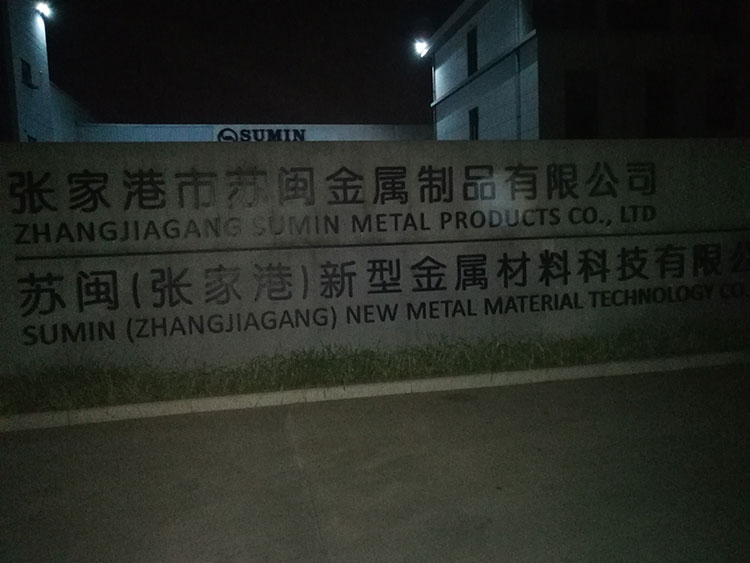 SUMIN
张家港市苏闽金属制品有限公司
ZHANGJIAGANG SUMIN METAL PRODUCTS CO., LTD
苏闽(张家港)新型金属材料科技有限公
SUMIN (ZHANGJIAGANG) NEW METAL MATERIAL TECHNOLOGY CO